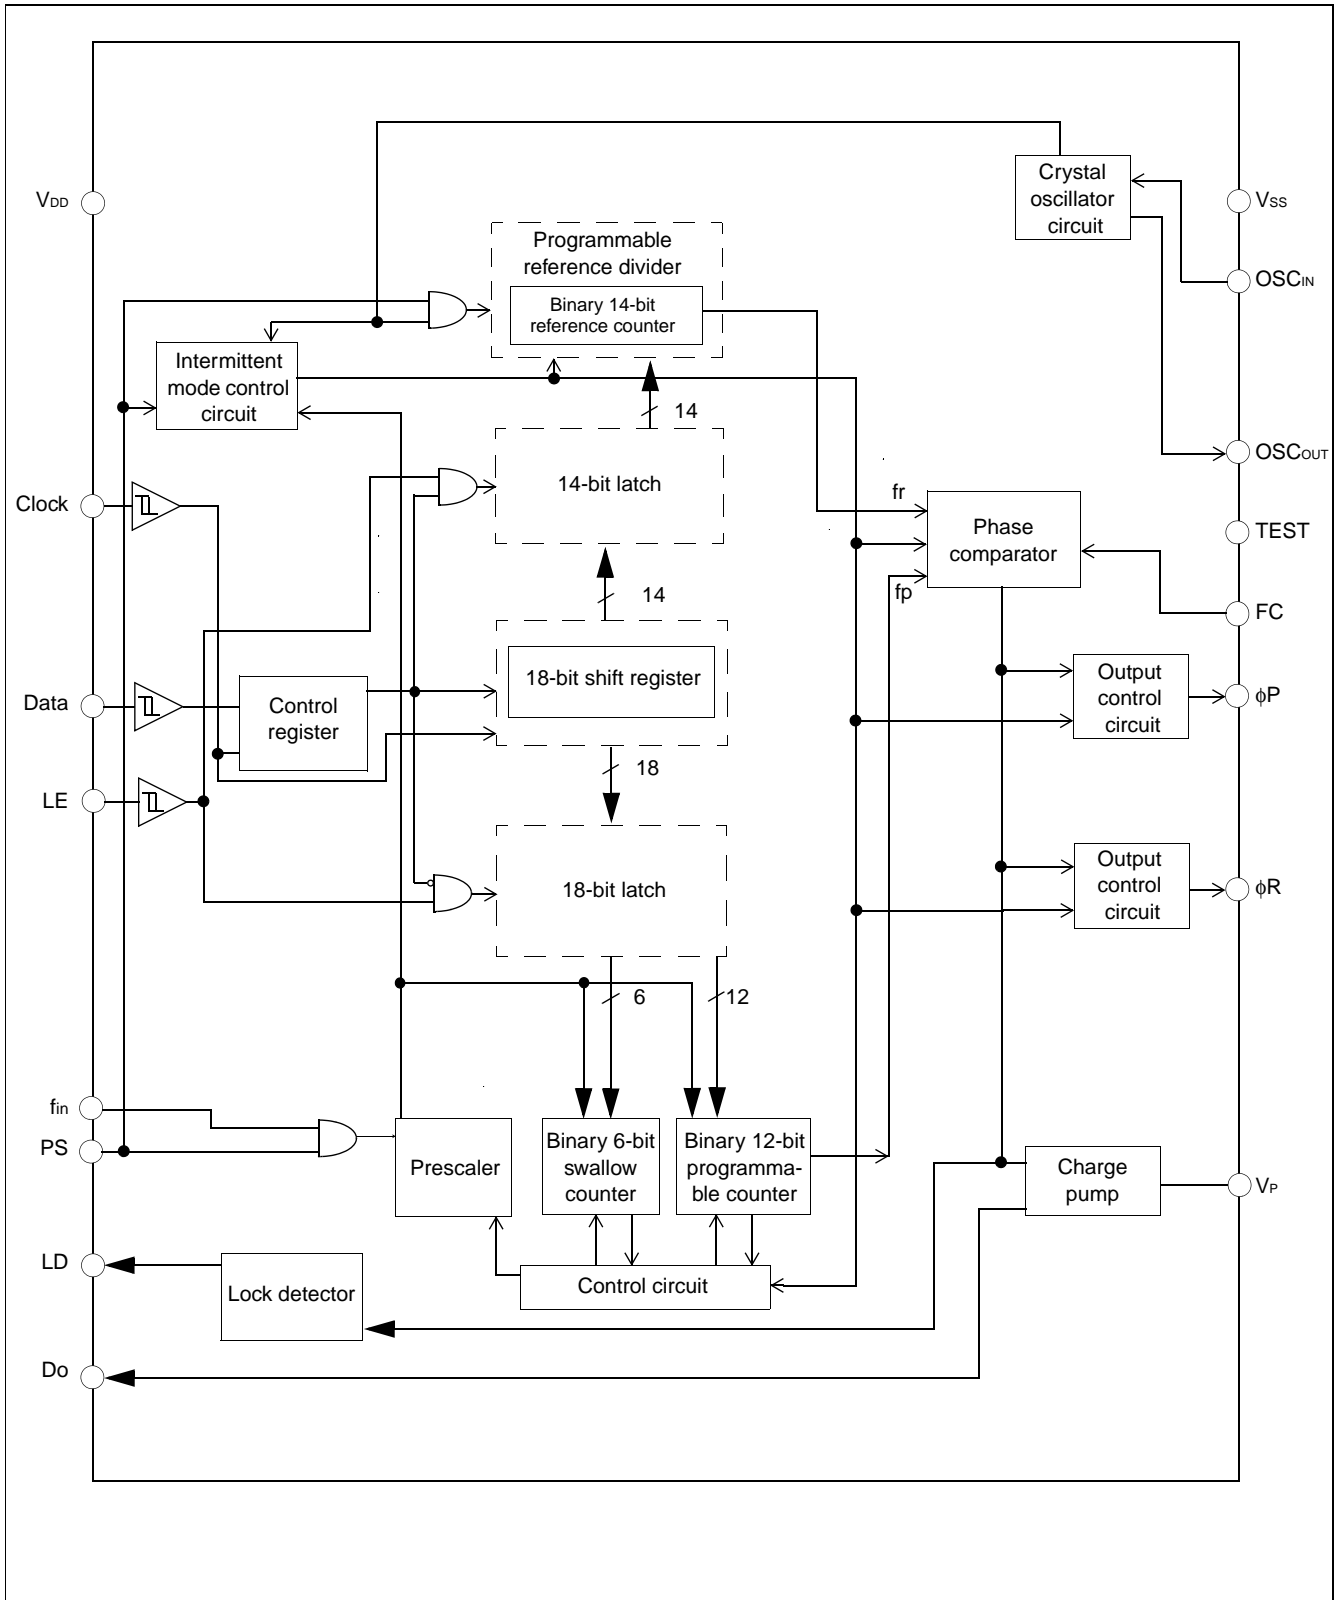 Crystal
oscillator
circuit
VDD
VSS
Programmable
reference divider
OSCIN
Binary 14-bit
reference counter
Intermittent
mode control
circuit
14
OSCOUT
14-bit latch
fr
Clock
Phase
comparator
TEST
14
fp
FC
18-bit shift register
Output
control
circuit
Data
Control
register
ϕP
18
LE
Output
control
circuit
18-bit latch
ϕR
6
12
fin
PS
Prescaler
Binary 6-bit
swallow
counter
Binary 12-bit
programma-
ble counter
Charge
pump
VP
LD
Lock detector
Control circuit
Do